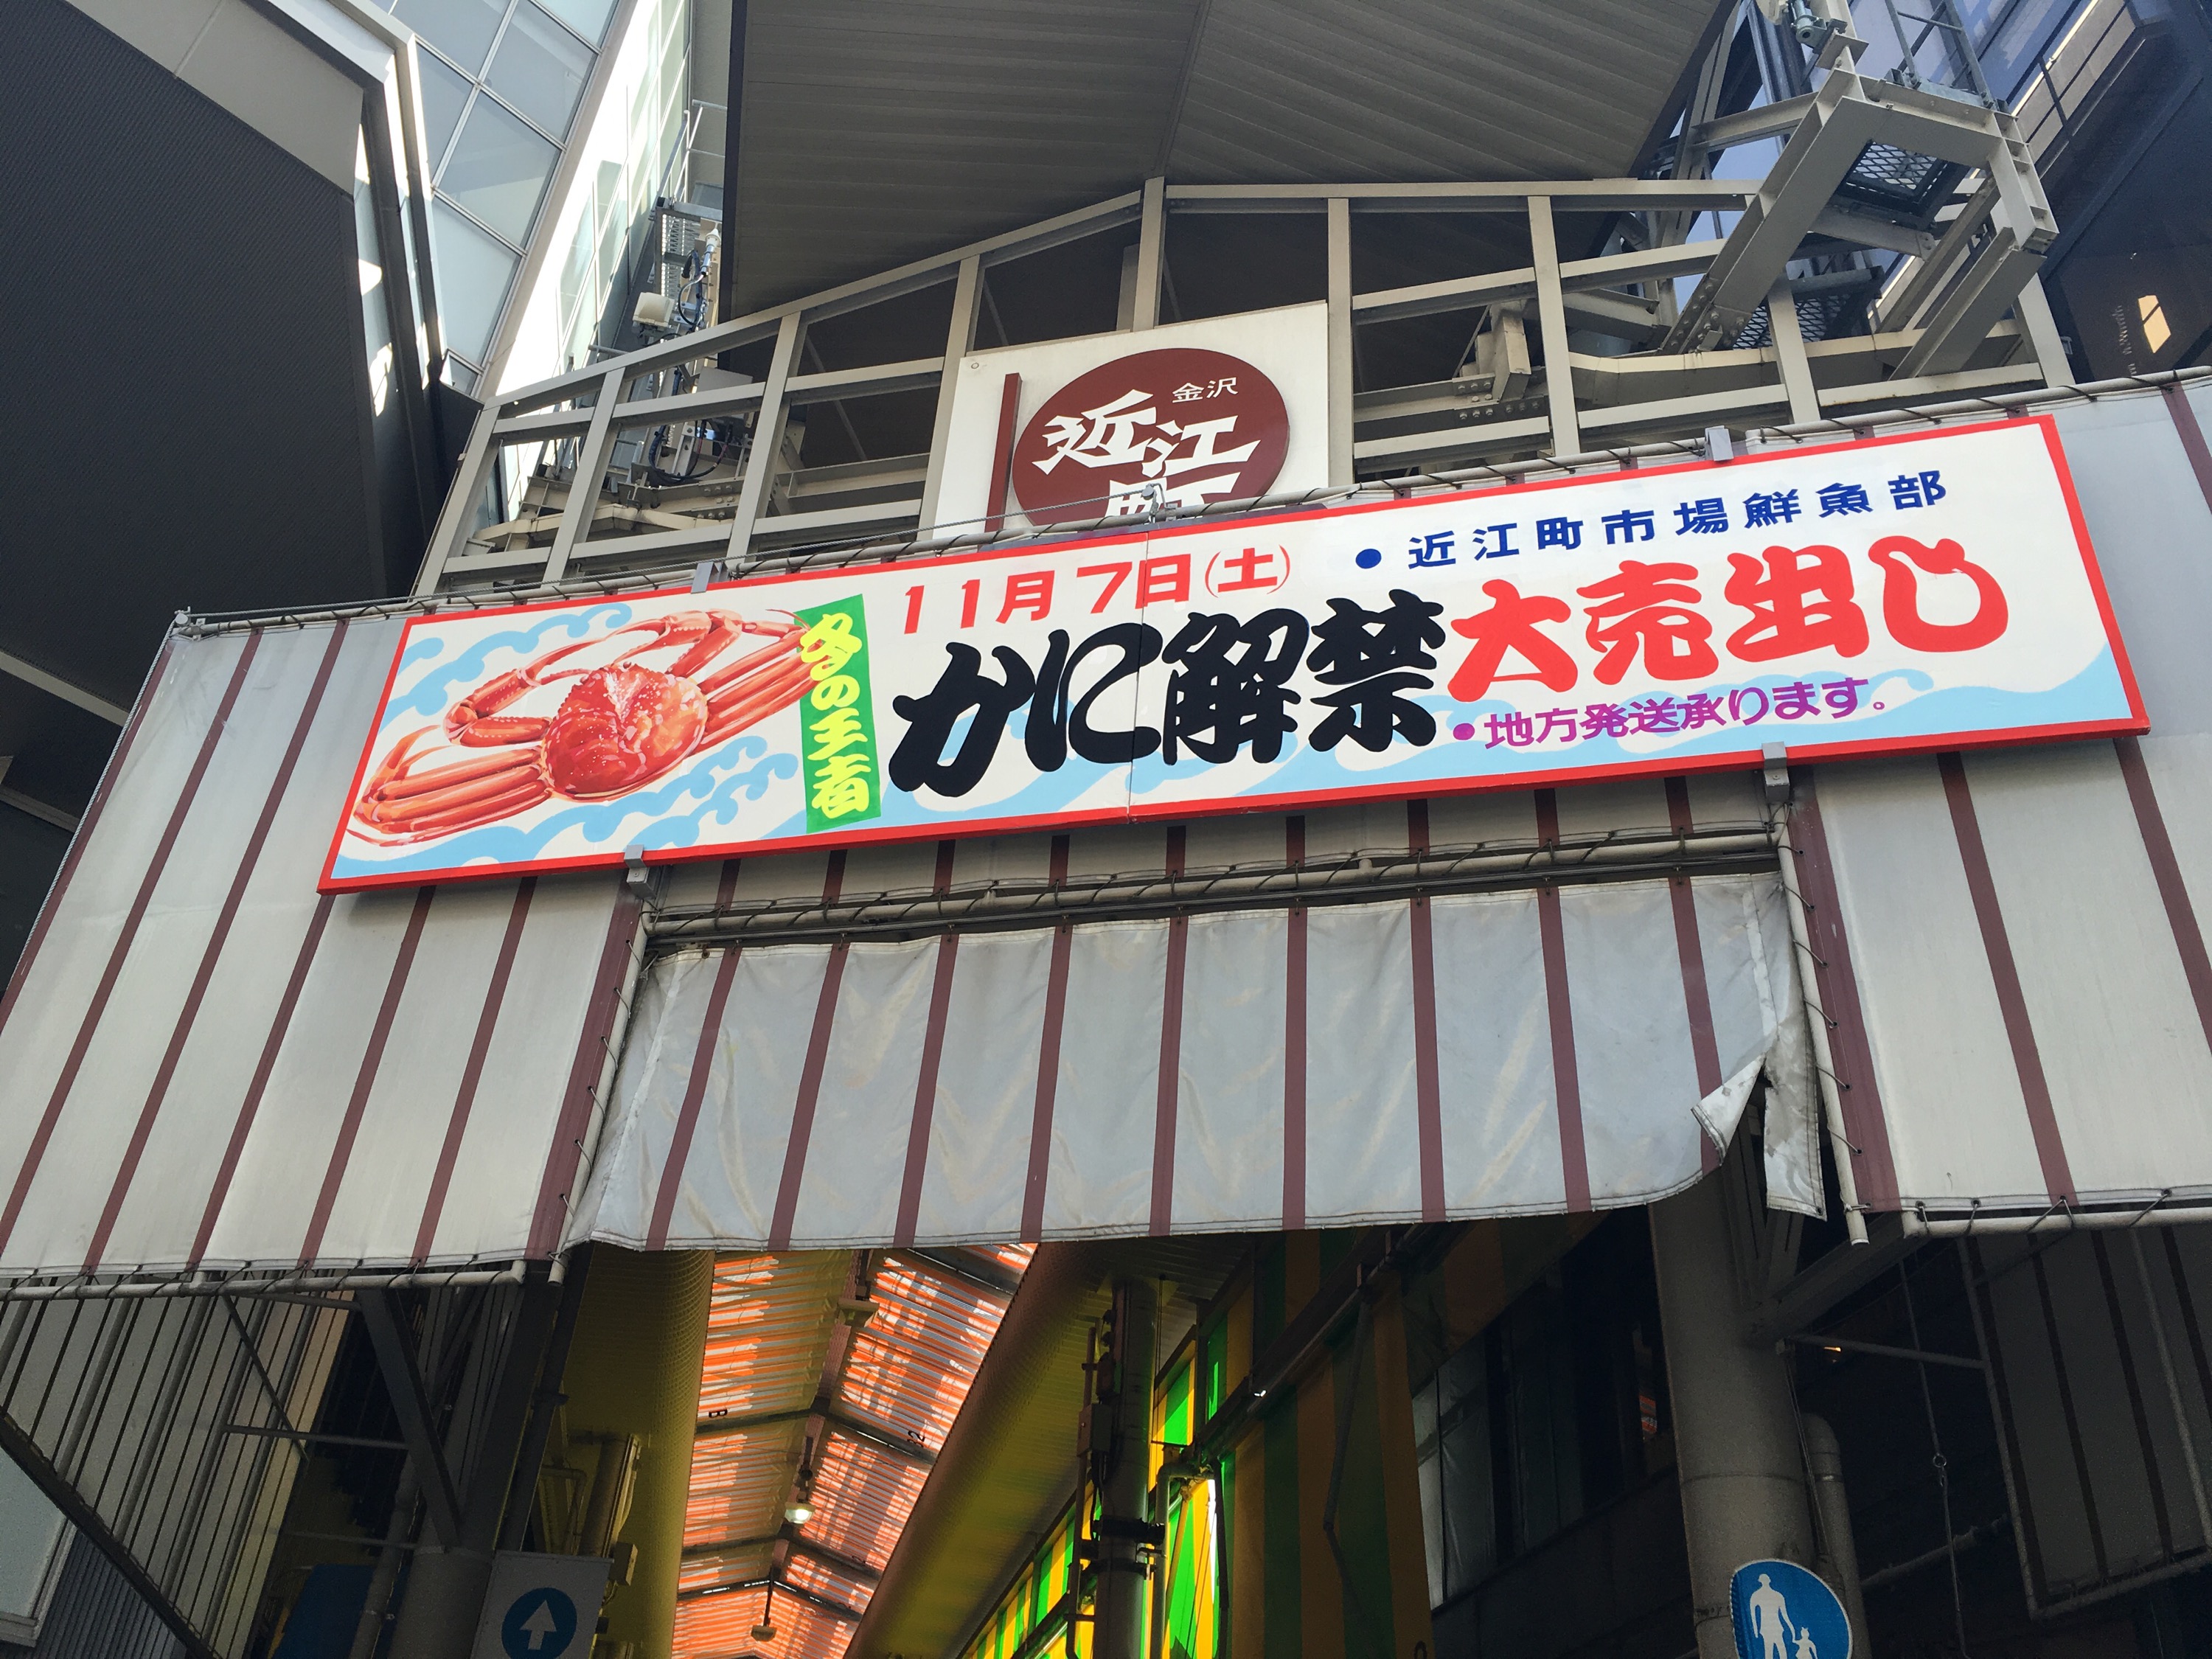 金沢
近江
町
冬の王者
11月7日(土)
かに解禁大売出し
●近江町市場鮮魚部
●地方発送承ります。